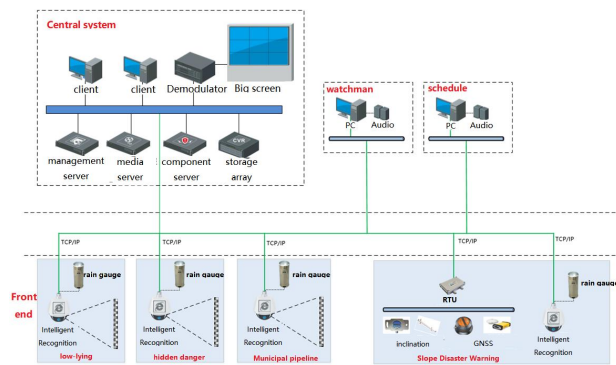 Central system
client
client
Demodulator
Big screen
management
server
media
server
component
server
storage
array
watchman
PC
Audio
schedule
PC
Audio
TCP/IP
TCP/IP
TCP/IP
TCP/IP
TCP/IP
Front
end
rain gauge
Intelligent
Recognition
low-lying
rain gauge
Intelligent
Recognition
hidden danger
rain gauge
Intelligent
Recognition
Municipal pipeline
RTU
inclination
GNSS
Slope Disaster Warning
rain gauge
Intelligent
Recognition